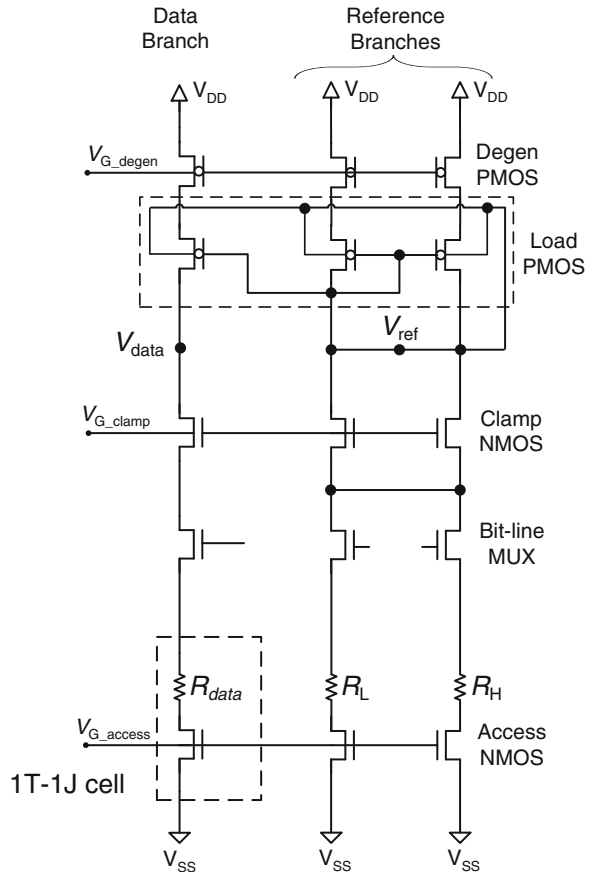 Data
Branch
Reference
Branches
V_DD
V_DD
V_DD
V_G_degen
Degen
PMOS
Load
PMOS
V_data
V_ref
V_G_clamp
Clamp
NMOS
Bit-line
MUX
R_data
R_L
R_H
V_G_access
Access
NMOS
1T-1J cell
V_SS
V_SS
V_SS